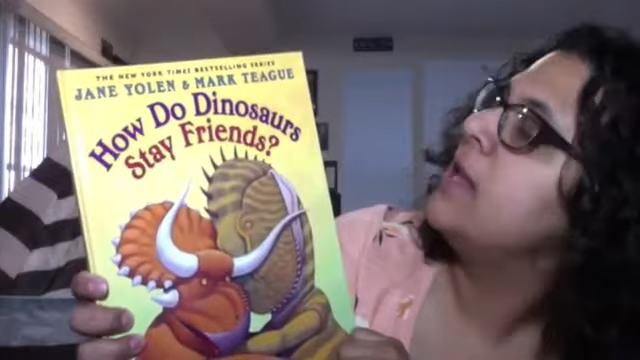 THE NEW YORK TIMES BESTSELLING SERIES
JANE YOLEN & MARK TEAGUE
How Do Dinosaurs
Stay Friends?